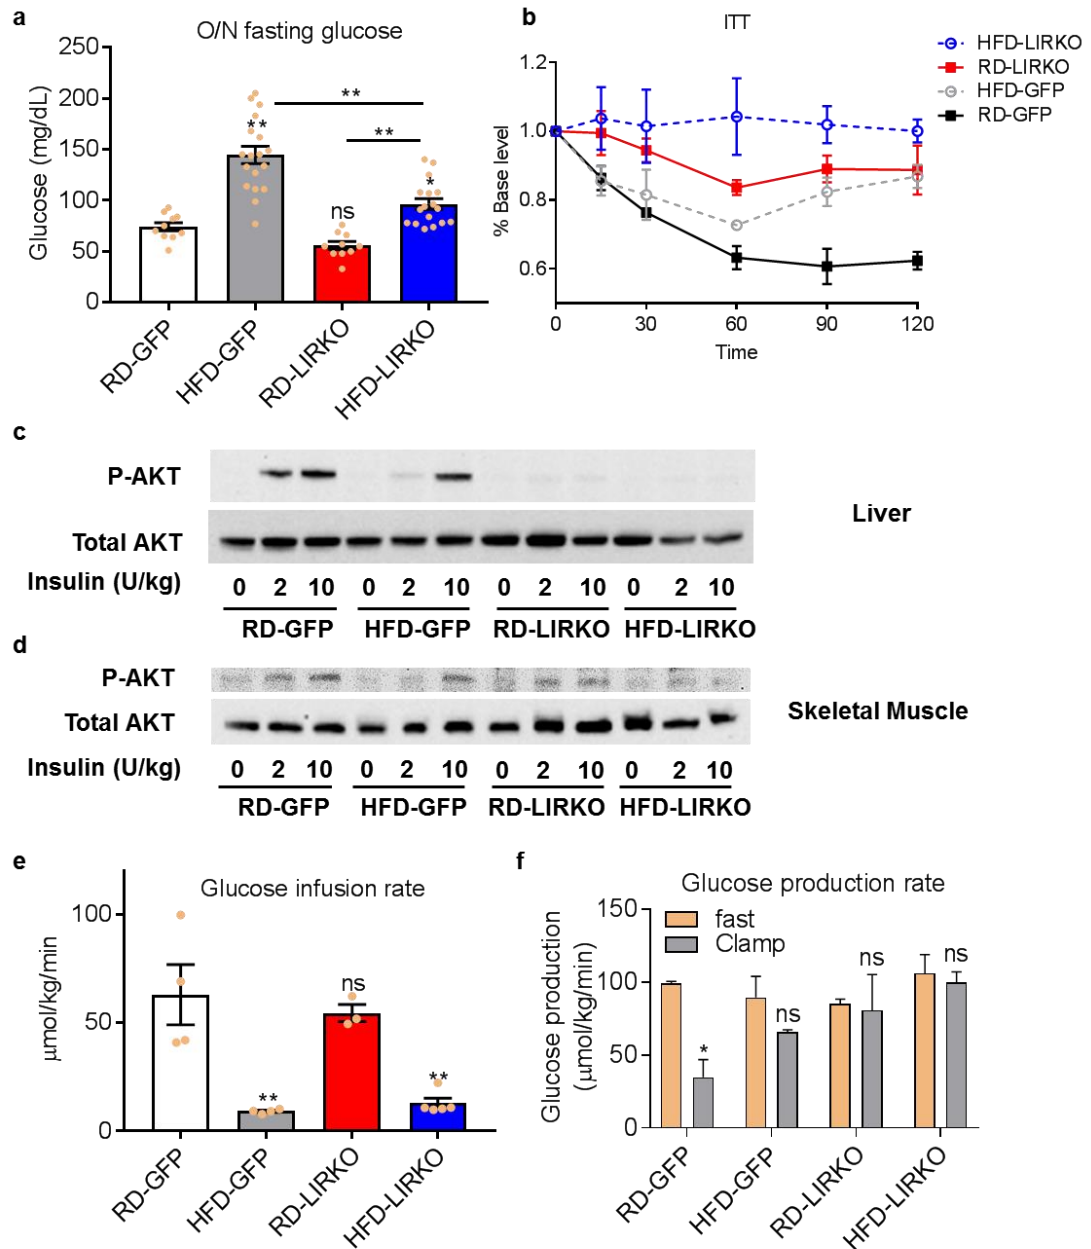 a
O/N fasting glucose
Glucose (mg/dL)
250
200
150
100
50
0
**
**
**
ns
*
RD-GFP
HFD-GFP
RD-LIRKO
HFD-LIRKO
b
ITT
% Base level
1.2
1.0
0.8
0.6
0
30
60
90
120
Time
HFD-LIRKO
RD-LIRKO
HFD-GFP
RD-GFP
c
P-AKT
Total AKT
Insulin (U/kg)
0 2 10 0 2 10 0 2 10 0 2 10
RD-GFP HFD-GFP RD-LIRKO HFD-LIRKO
Liver
d
P-AKT
Total AKT
Insulin (U/kg)
0 2 10 0 2 10 0 2 10 0 2 10
RD-GFP HFD-GFP RD-LIRKO HFD-LIRKO
Skeletal Muscle
e
Glucose infusion rate
μmol/kg/min
100
50
0
**
ns
**
RD-GFP
HFD-GFP
RD-LIRKO
HFD-LIRKO
f
Glucose production rate
Glucose production
(μmol/kg/min)
150
100
50
0
fast
Clamp
*
ns
ns
ns
RD-GFP
HFD-GFP
RD-LIRKO
HFD-LIRKO